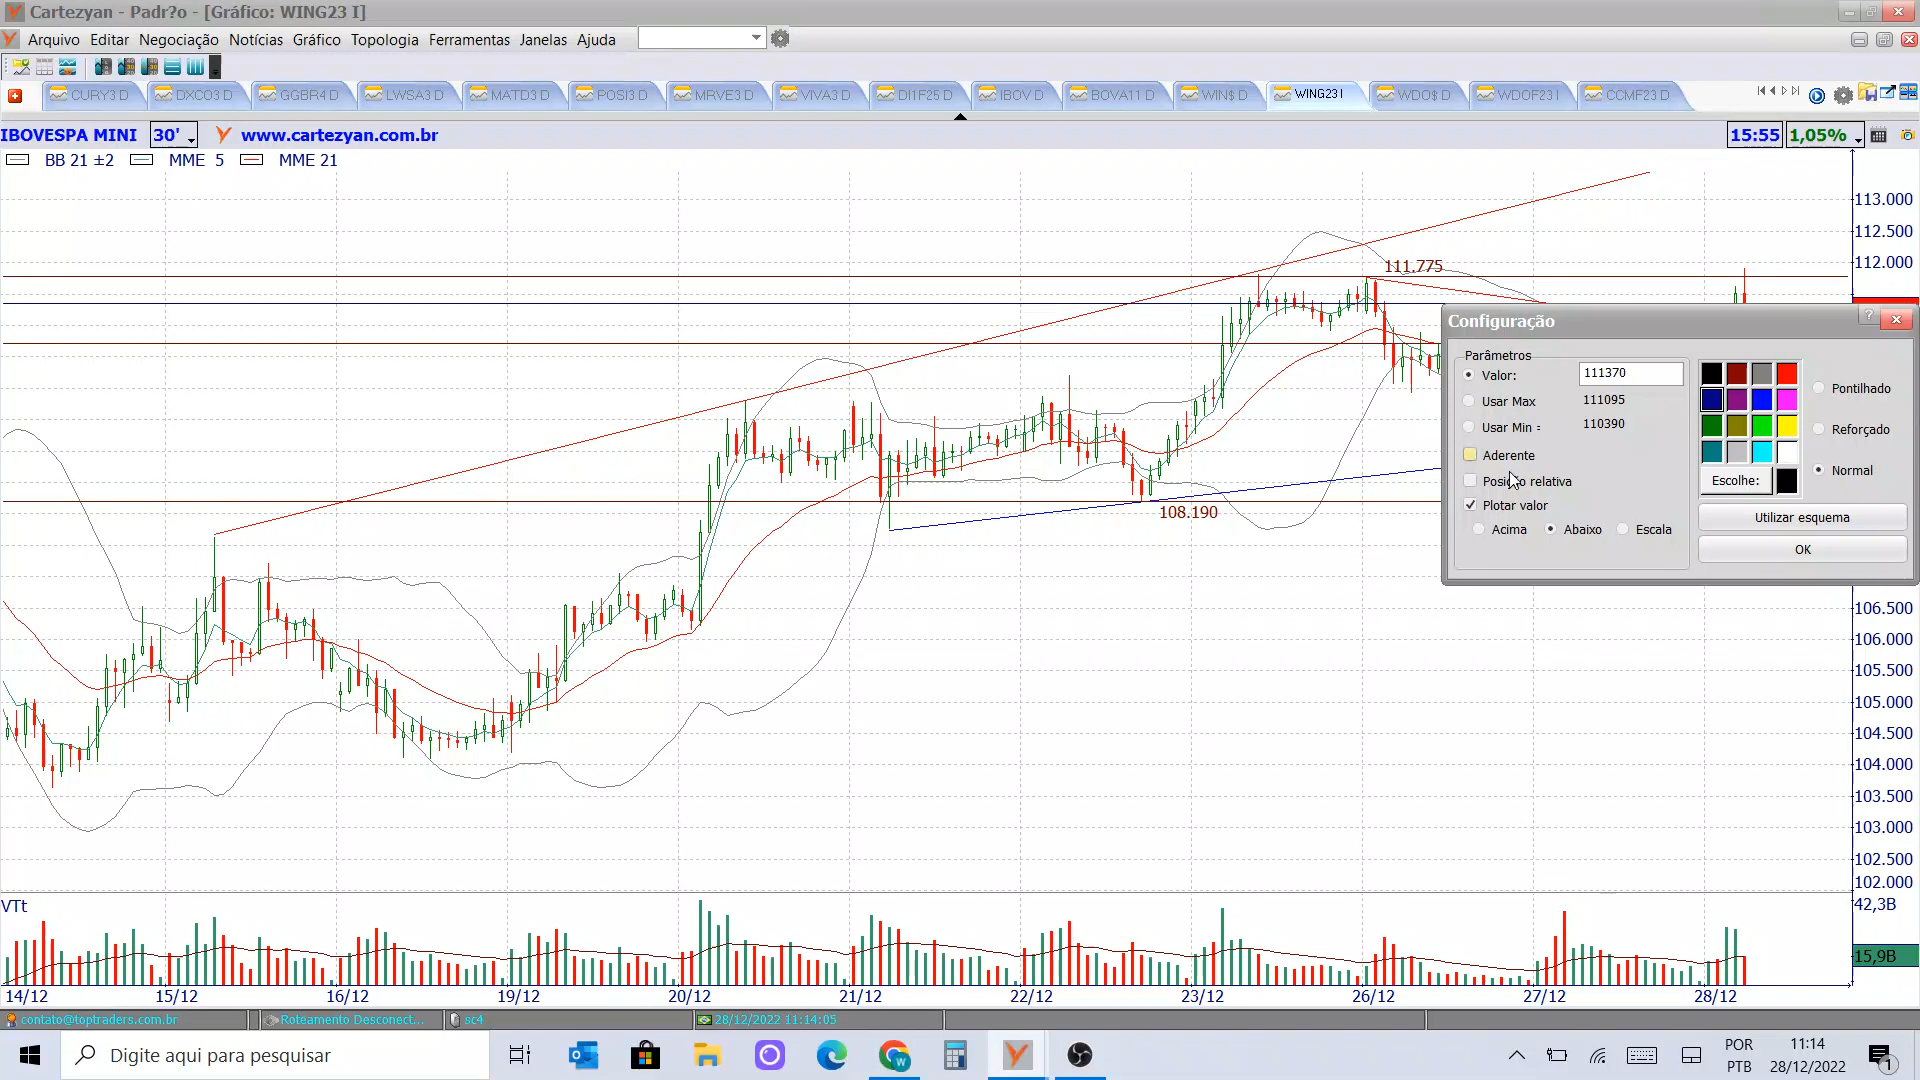 Cartezyan - Padr?o - [Gráfico: WING23 I]
Arquivo Editar Negociação Notícias Gráfico Topologia Ferramentas Janelas Ajuda
CURY3 D DXCO3 D GGBR4 D LWSA3 D MATD3 D POSI3 D MRVE3 D VIVA3 D DI1F25 D IBOV D BOVA11 D WIN$ D WING23 I WDO$ D WDOF23 I CCMF23 D
IBOVESPA MINI 30' www.cartezyan.com.br 15:55 1,05%
BB 21 ±2 MME 5 MME 21
113.000
112.500
112.000
111.775
108.190
Configuração
Parâmetros
Valor: 111370
Usar Max 111095
Usar Min = 110390
Aderente
Posição relativa
Plotar valor
Acima Abaixo Escala
Pontilhado
Reforçado
Normal
Escolhe:
Utilizar esquema
OK
106.500
106.000
105.500
105.000
104.500
104.000
103.500
103.000
102.500
102.000
VTt
42,3B
15,9B
14/12 15/12 16/12 19/12 20/12 21/12 22/12 23/12 26/12 27/12 28/12
contato@toptraders.com.br Roteamento Desconect... sc4 28/12/2022 11:14:05
Digite aqui para pesquisar
POR
PTB
11:14
28/12/2022
1